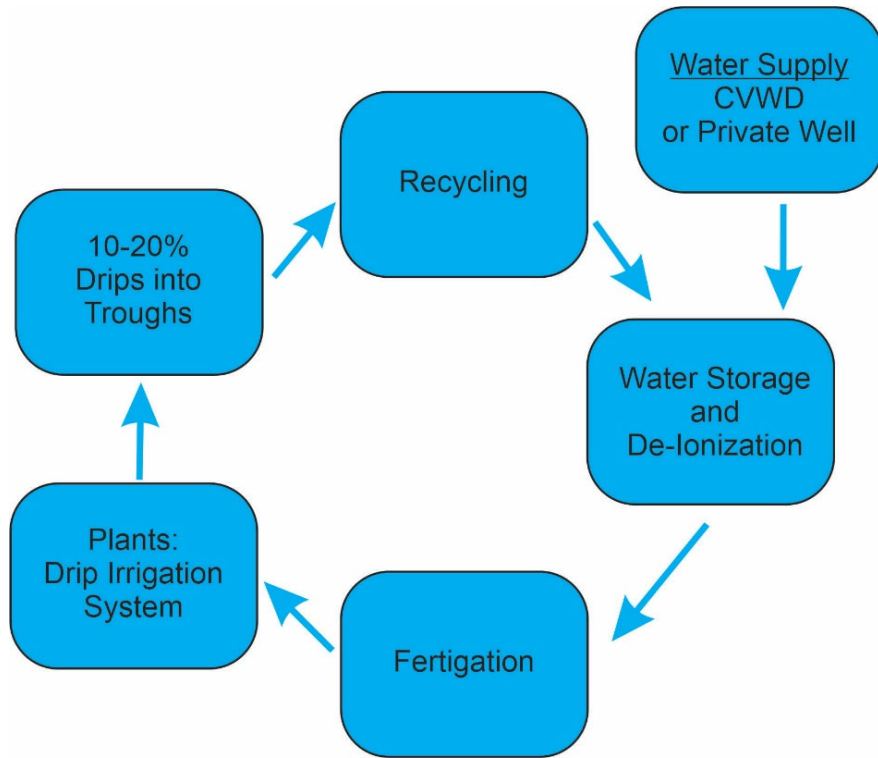 Water Supply
CVWD
or Private Well
Recycling
10-20%
Drips into
Troughs
Water Storage
and
De-Ionization
Plants:
Drip Irrigation
System
Fertigation